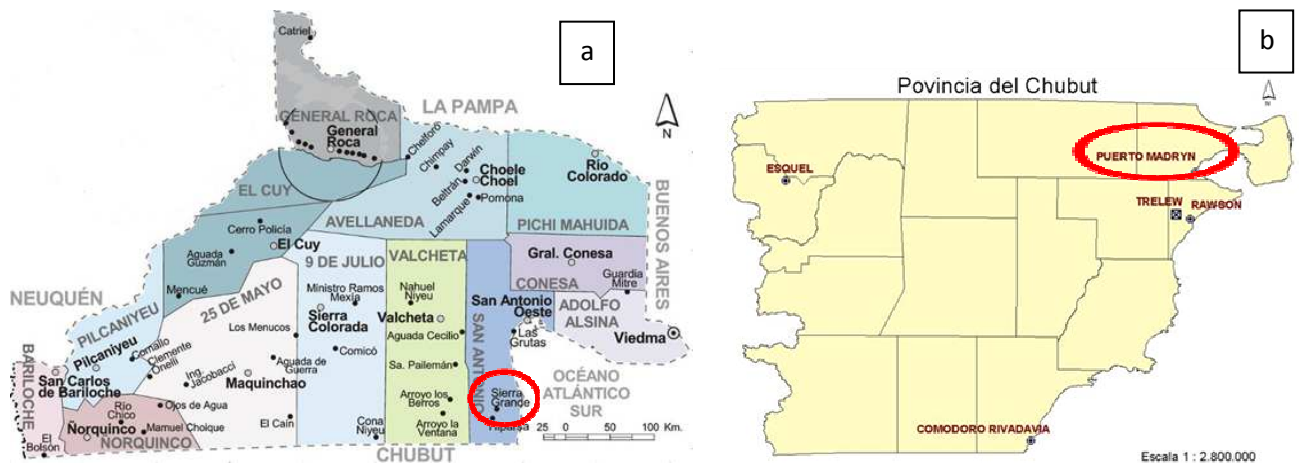 a
Catriel
GENERAL ROCA
General
Roca
LA PAMPA
N
Chelforó
Chimpay
Darwin
Choele
Choel
Beltrán
Lamarque
Pomona
Río
Colorado
EL CUY
AVELLANEDA
PICHI MAHUIDA
BUENOS AIRES
Cerro Policía
El Cuy
Aguada
Guzmán
Mencué
9 DE JULIO
VALCHETA
Gral. Conesa
CONESA
Guardia
Mitre
NEUQUÉN
25 DE MAYO
Ministro Ramos
Mexía
Nahuel
Niyeu
San Antonio
Oeste
ADOLFO
ALSINA
PILCANIYEU
Los Menucos
Sierra
Colorada
Valcheta
Aguada Cecilio
SAN ANTONIO
Las
Grutas
Viedma
BARILOCHE
Pilcaniyeu
Comallo
Clemente
Onelli
Comicó
Sa. Pailemán
San Carlos
de Bariloche
Ing.
Jacobacci
Aguada de
Guerra
Maquinchao
OCÉANO
ATLÁNTICO
SUR
Río
Chico
Ojos de Agua
Arroyo los
Berros
Sierra
Grande
Ñorquinco
Mamuel Choique
El Caín
Cona
Niyeu
Arroyo la
Ventana
El
Bolsón
NORQUINCO
CHUBUT
25 0 25 50 100 Km.
b
Povincia del Chubut
N
PUERTO MADRYN
ESQUEL
TRELEW
RAWSON
COMODORO RIVADAVIA
Escala 1 : 2.800.000